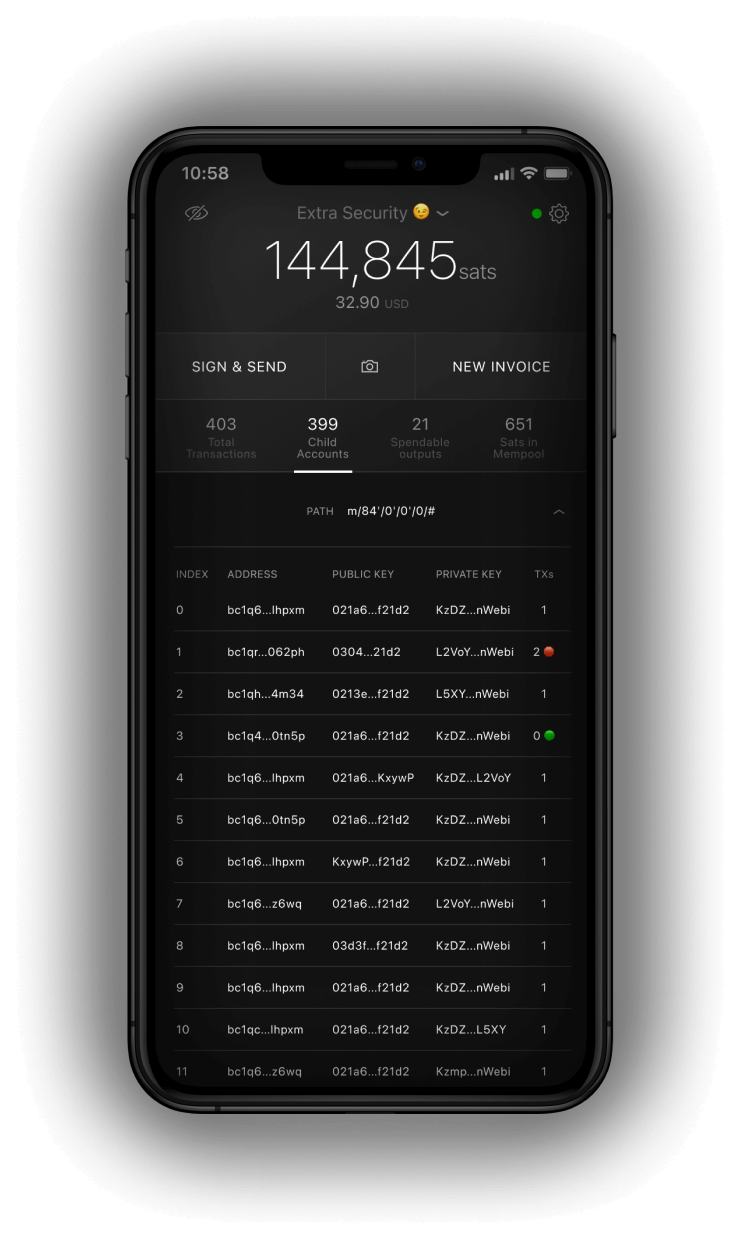 10:58
Extra Security 😉
144,845 sats
32.90 USD
SIGN & SEND NEW INVOICE
403 399 21 651
Total Child Spendable Sats in
Transactions Accounts outputs Mempool
PATH m/84'/0'/0'/0/#
INDEX ADDRESS PUBLIC KEY PRIVATE KEY TXs
0 bc1q6...lhpxm 021a6...f21d2 KzDZ...nWebi 1
1 bc1qr...062ph 0304...21d2 L2VoY...nWebi 2
2 bc1qh...4m34 0213e...f21d2 L5XY...nWebi 1
3 bc1q4...0tn5p 021a6...f21d2 KzDZ...nWebi 0
4 bc1q6...lhpxm 021a6...KxywP KzDZ...L2VoY 1
5 bc1q6...0tn5p 021a6...f21d2 KzDZ...nWebi 1
6 bc1q6...lhpxm KxywP...f21d2 KzDZ...nWebi 1
7 bc1q6...z6wq 021a6...f21d2 L2VoY...nWebi 1
8 bc1q6...lhpxm 03d3f...f21d2 KzDZ...nWebi 1
9 bc1q6...lhpxm 021a6...f21d2 KzDZ...nWebi 1
10 bc1qc...lhpxm 021a6...f21d2 KzDZ...L5XY 1
11 bc1q6...z6wq 021a6...f21d2 Kzmp...nWebi 1